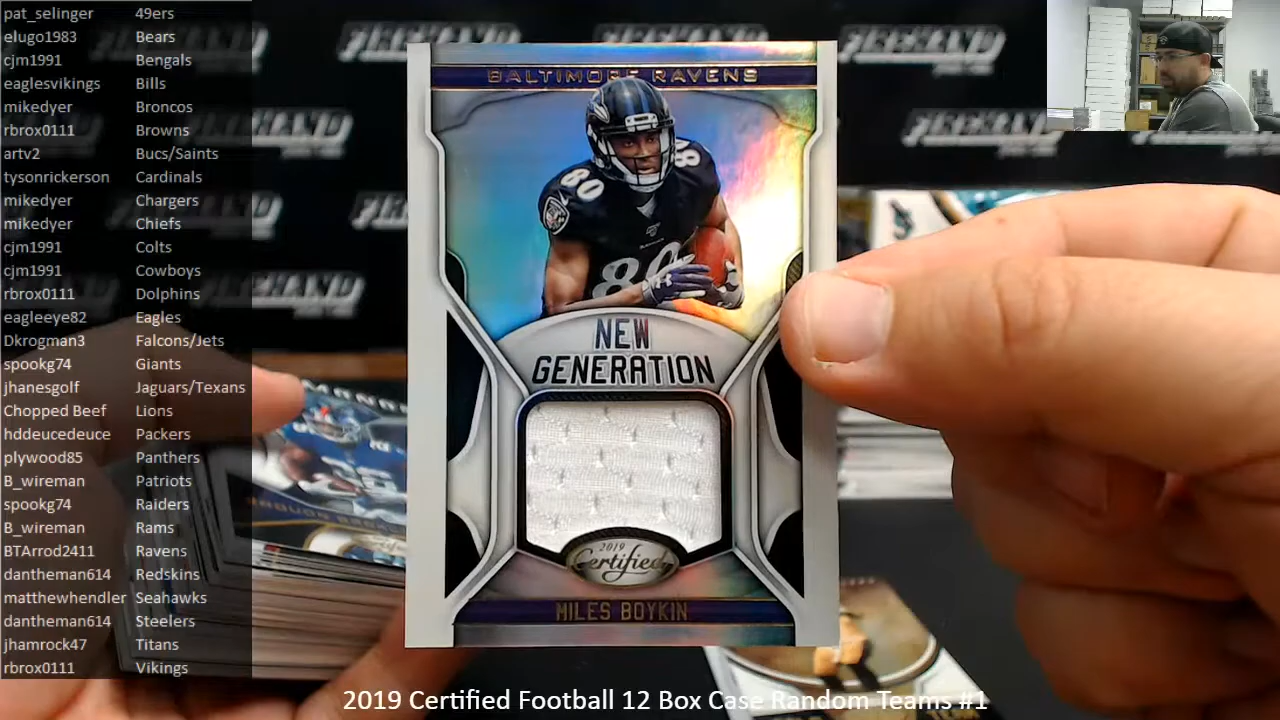 pat_selinger 49ers
elugo1983 Bears
cjm1991 Bengals
eaglesvikings Bills
mikedyer Broncos
rbrox0111 Browns
artv2 Bucs/Saints
tysonrickerson Cardinals
mikedyer Chargers
mikedyer Chiefs
cjm1991 Colts
cjm1991 Cowboys
rbrox0111 Dolphins
eagleeye82 Eagles
Dkrogman3 Falcons/Jets
spookg74 Giants
jhanesgolf Jaguars/Texans
Chopped Beef Lions
hddeucedeuce Packers
plywood85 Panthers
B_wireman Patriots
spookg74 Raiders
B_wireman Rams
BTArrod2411 Ravens
dantheman614 Redskins
matthewhendler Seahawks
dantheman614 Steelers
jhamrock47 Titans
rbrox0111 Vikings
BALTIMORE RAVENS
80
80
80
NEW
GENERATION
2019
Certified
MILES BOYKIN
FIREHAND
2019 Certified Football 12 Box Case Random Teams #1